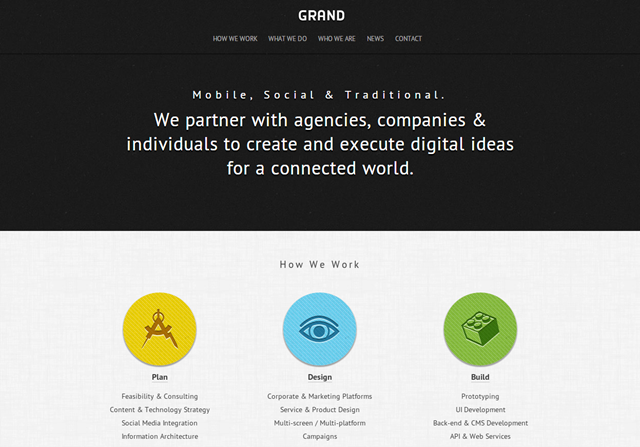 GRAND
HOW WE WORK WHAT WE DO WHO WE ARE NEWS CONTACT
Mobile, Social & Traditional.
We partner with agencies, companies &
individuals to create and execute digital ideas
for a connected world.
How We Work
Plan
Feasibility & Consulting
Content & Technology Strategy
Social Media Integration
Information Architecture
Design
Corporate & Marketing Platforms
Service & Product Design
Multi-screen / Multi-platform
Campaigns
Build
Prototyping
UI Development
Back-end & CMS Development
API & Web Services